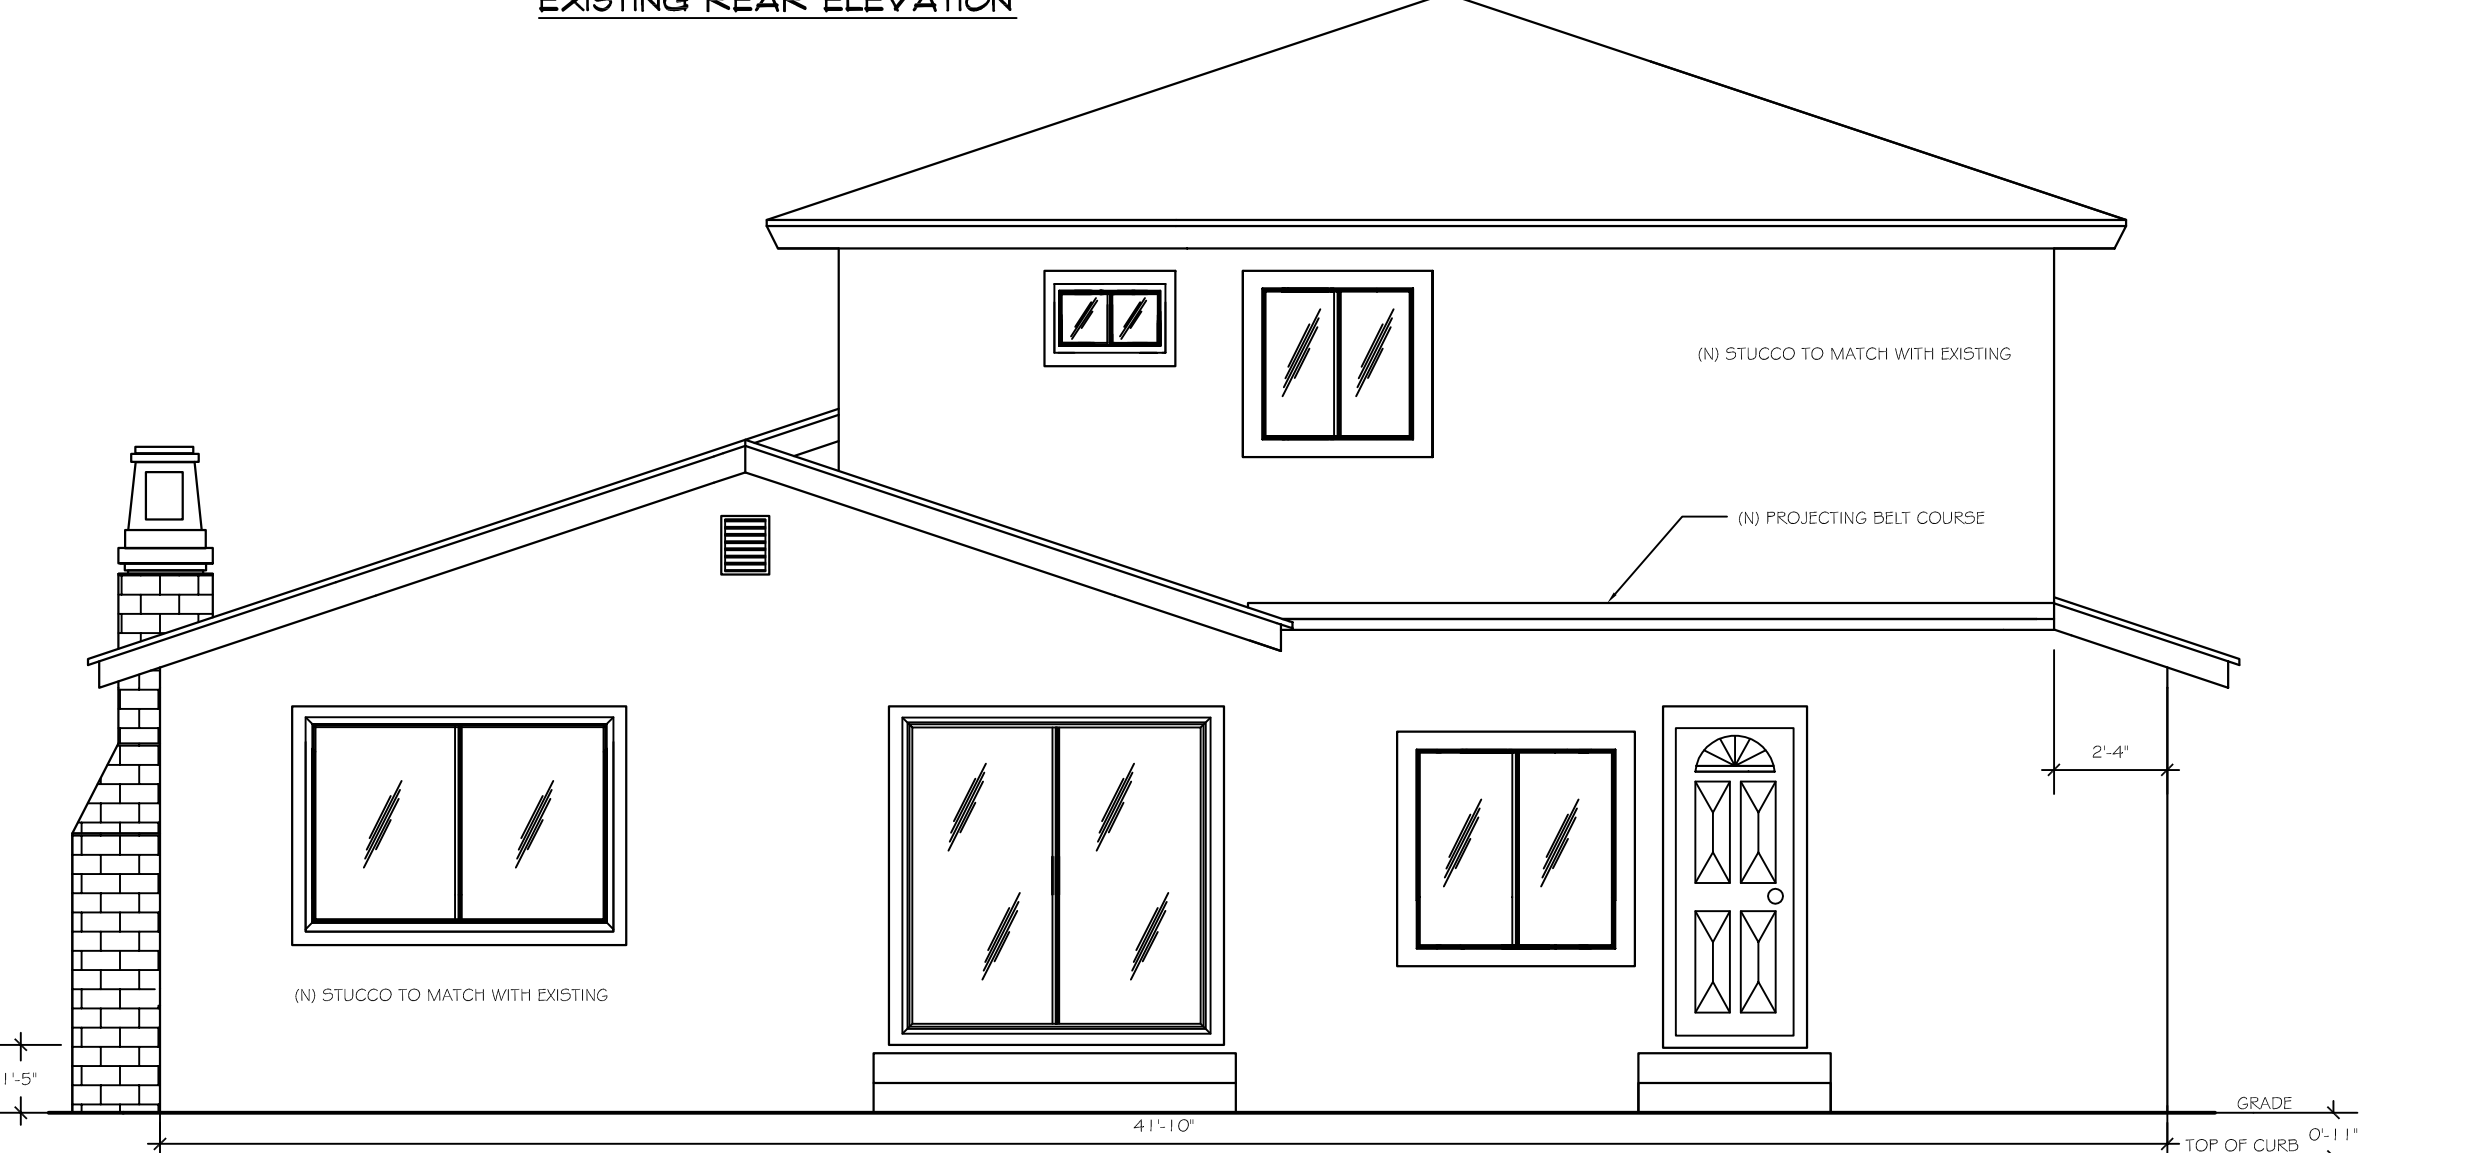 EXISTING REAR ELEVATION
(N) STUCCO TO MATCH WITH EXISTING
(N) PROJECTING BELT COURSE
2'-4"
(N) STUCCO TO MATCH WITH EXISTING
1'-5"
GRADE
41'-10"
0'-11"
TOP OF CURB